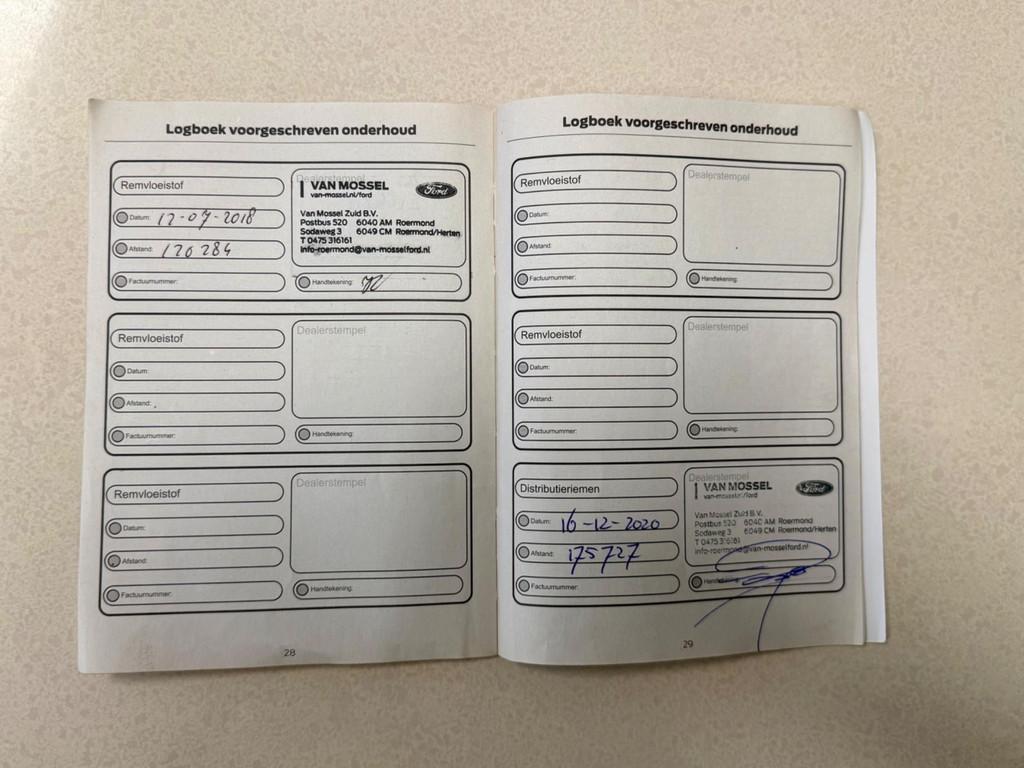 Logboek voorgeschreven onderhoud
Remvloeistof
Datum: 17-07-2018
Afstand: 120 284
Factuurnummer:
Dealerstempel
VAN MOSSEL
van-mossel.nl/ford
Ford
Van Mossel Zuid B.V.
Postbus 520 6040 AM Roermond
Sodaweg 3 6049 CM Roermond/Herten
T 0475 316161
info-roermond@van-mosselford.nl
Handtekening:
Remvloeistof
Datum:
Afstand:
Factuurnummer:
Dealerstempel
Handtekening:
Remvloeistof
Datum:
Afstand:
Factuurnummer:
Dealerstempel
Handtekening:
28
Logboek voorgeschreven onderhoud
Remvloeistof
Datum:
Afstand:
Factuurnummer:
Dealerstempel
Handtekening:
Remvloeistof
Datum:
Afstand:
Factuurnummer:
Dealerstempel
Handtekening:
Distributieriemen
Datum: 16-12-2020
Afstand: 175727
Factuurnummer:
Dealerstempel
VAN MOSSEL
van-mossel.nl/ford
Ford
Van Mossel Zuid B.V.
Postbus 520 6040 AM Roermond
Sodaweg 3 6049 CM Roermond/Herten
T 0475 316161
info-roermond@van-mosselford.nl
Handtekening:
29